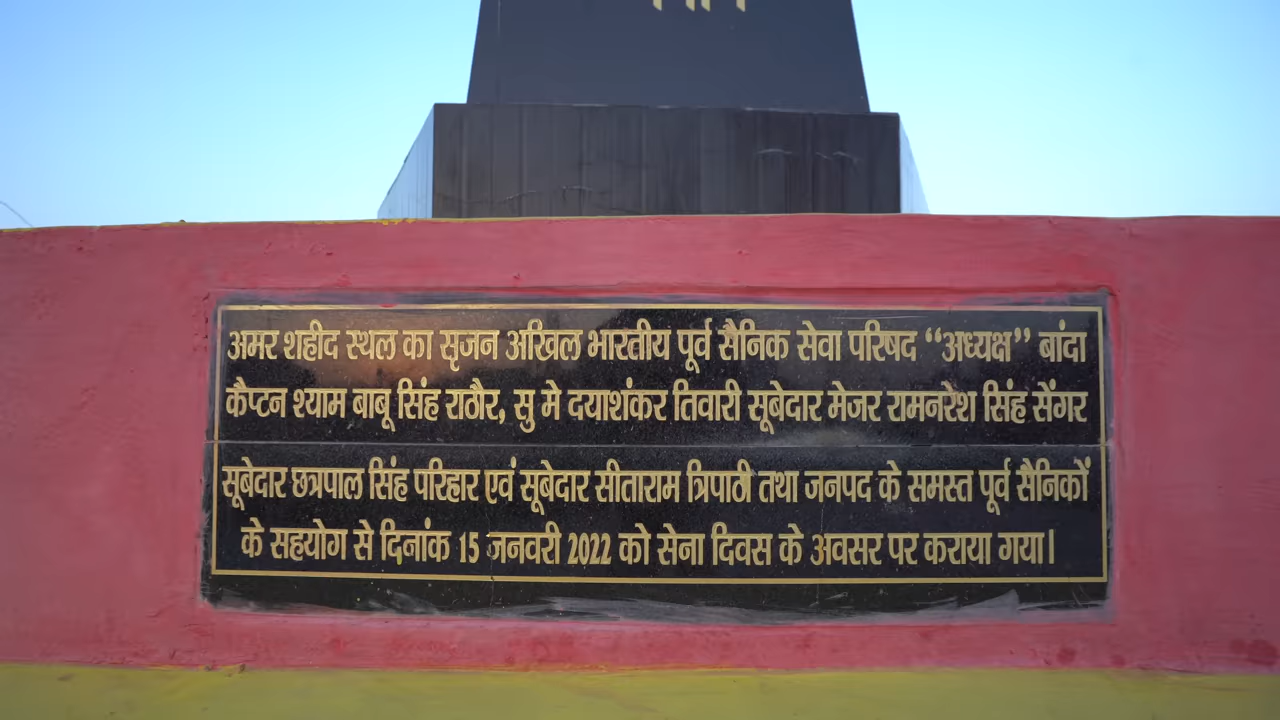 अमर शहीद स्थल का सृजन अखिल भारतीय पूर्व सैनिक सेवा परिषद “अध्यक्ष” बांदा
कैप्टन श्याम बाबू सिंह राठौर, सु मे दयाशंकर तिवारी सूबेदार मेजर रामनरेश सिंह सेंगर
सूबेदार छत्रपाल सिंह परिहार एवं सूबेदार सीताराम त्रिपाठी तथा जनपद के समस्त पूर्व सैनिकों
के सहयोग से दिनांक 15 जनवरी 2022 को सेना दिवस के अवसर पर कराया गया।